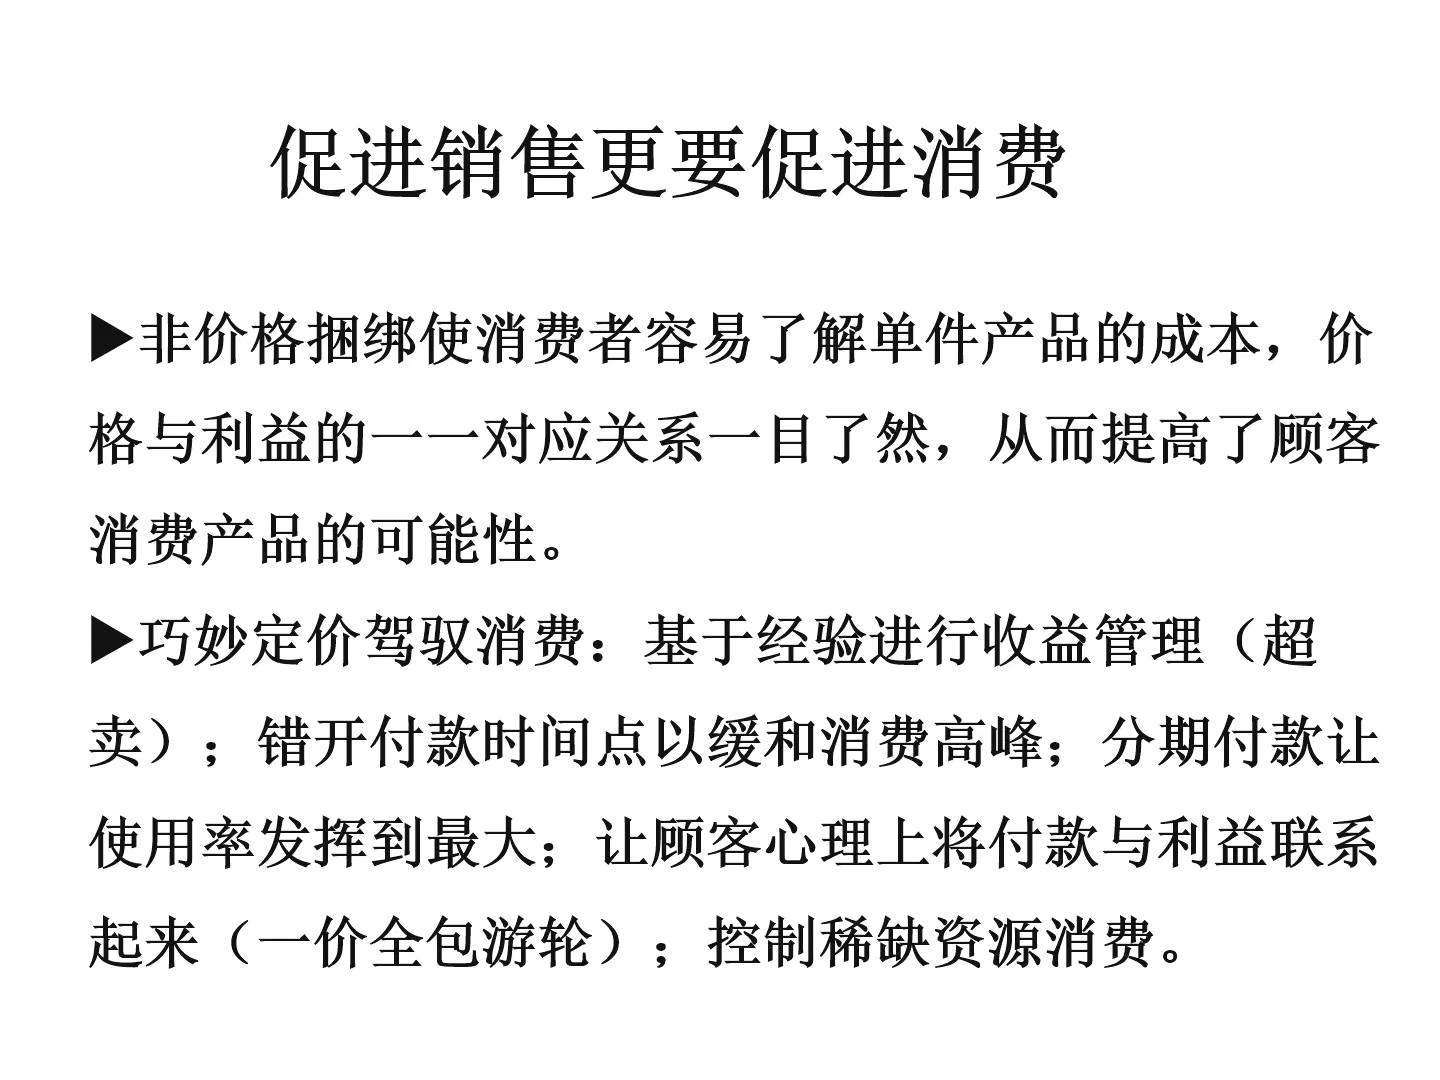 促进销售更要促进消费
▶非价格捆绑使消费者容易了解单件产品的成本，价
格与利益的一一对应关系一目了然，从而提高了顾客
消费产品的可能性。
▶巧妙定价驾驭消费：基于经验进行收益管理（超
卖）；错开付款时间点以缓和消费高峰；分期付款让
使用率发挥到最大；让顾客心理上将付款与利益联系
起来（一价全包游轮）；控制稀缺资源消费。